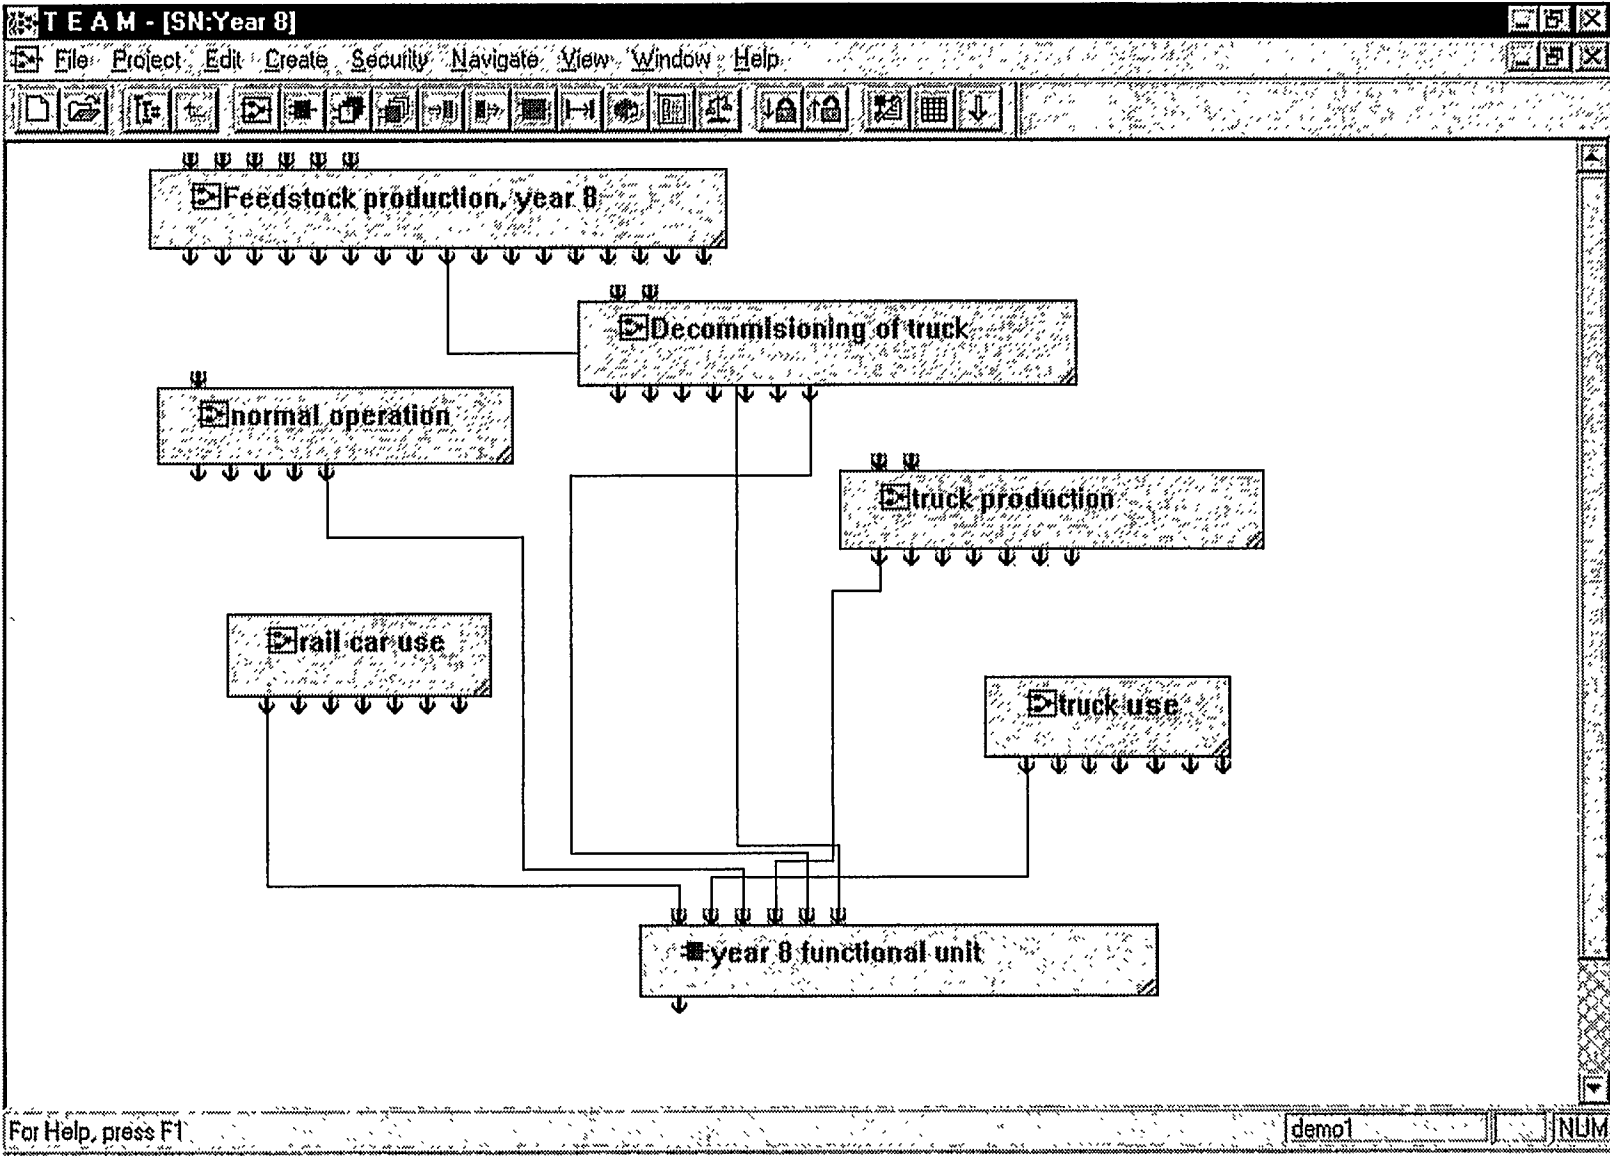 T E A M - [SN:Year 8]
File Project Edit Create Security Navigate View Window Help
Feedstock production, year 8
Decommisioning of truck
normal operation
truck production
rail car use
truck use
year 8 functional unit
For Help, press F1 demo1 NUM